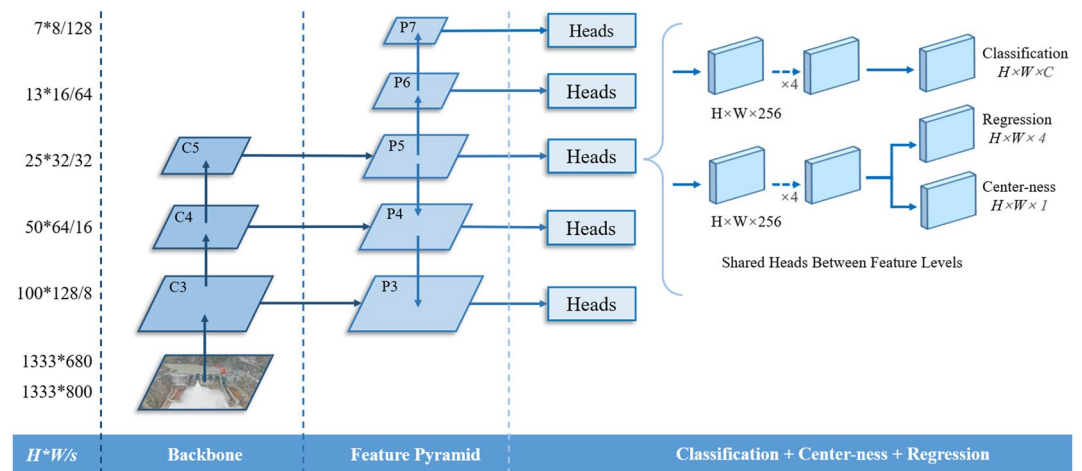 7*8/128
13*16/64
25*32/32
50*64/16
100*128/8
1333*680
1333*800
C5
C4
C3
P7
P6
P5
P4
P3
Heads
Heads
Heads
Heads
Heads
×4
H×W×256
Classification
H×W×C
×4
H×W×256
Regression
H×W×4
Center-ness
H×W×1
Shared Heads Between Feature Levels
H*W/s
Backbone
Feature Pyramid
Classification + Center-ness + Regression